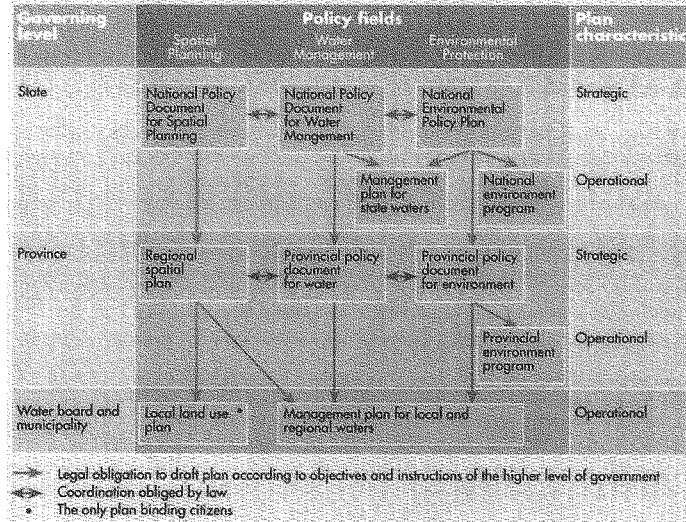 Governing
level
Policy fields
Plan
characteristic
Spatial
Planning
Water
Management
Environmental
Protection
State
National Policy
Document
for Spatial
Planning
National Policy
Document
for Water
Mongement
National
Environmental
Policy Plan
Strategic
Management
plan for
state waters
National
environment
program
Operational
Province
Regional
spatial
plan
Provincial policy
document
for water
Provincial policy
document
for environment
Strategic
Provincial
environment
program
Operational
Water board and
municipality
Local land use *
plan
Management plan for local and
regional waters
Operational
Legal obligation to draft plan according to objectives and instructions of the higher level of government
Coordination obliged by law
• The only plan binding citizens